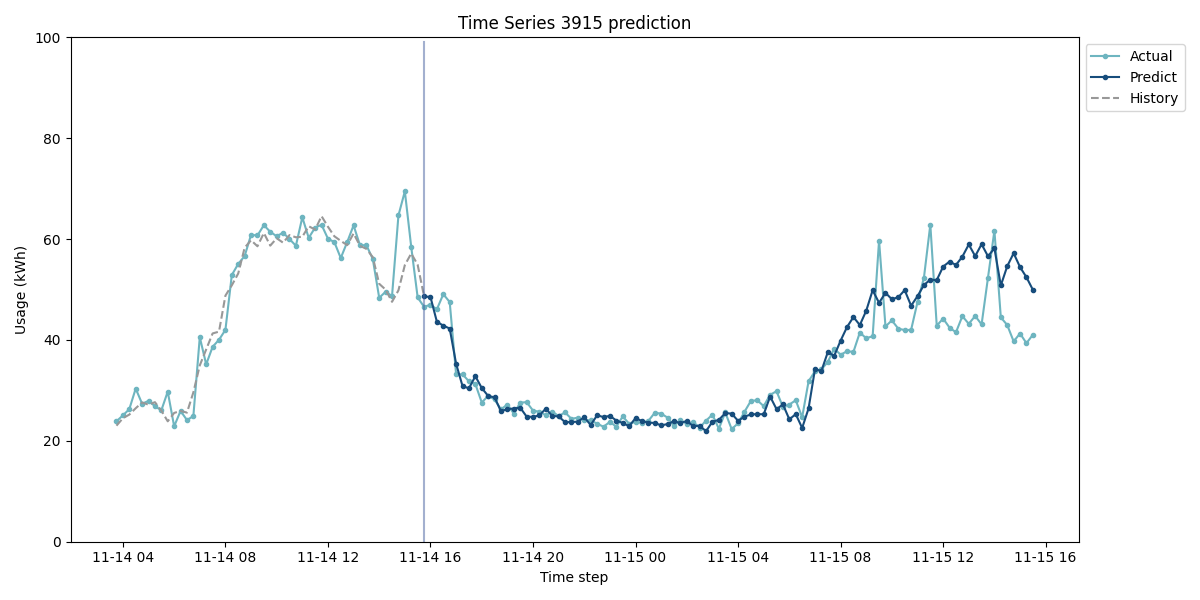 Time Series 3915 prediction
100
80
60
40
20
0
Usage (kWh)
11-14 04
11-14 08
11-14 12
11-14 16
11-14 20
11-15 00
11-15 04
11-15 08
11-15 12
11-15 16
Time step
Actual
Predict
History